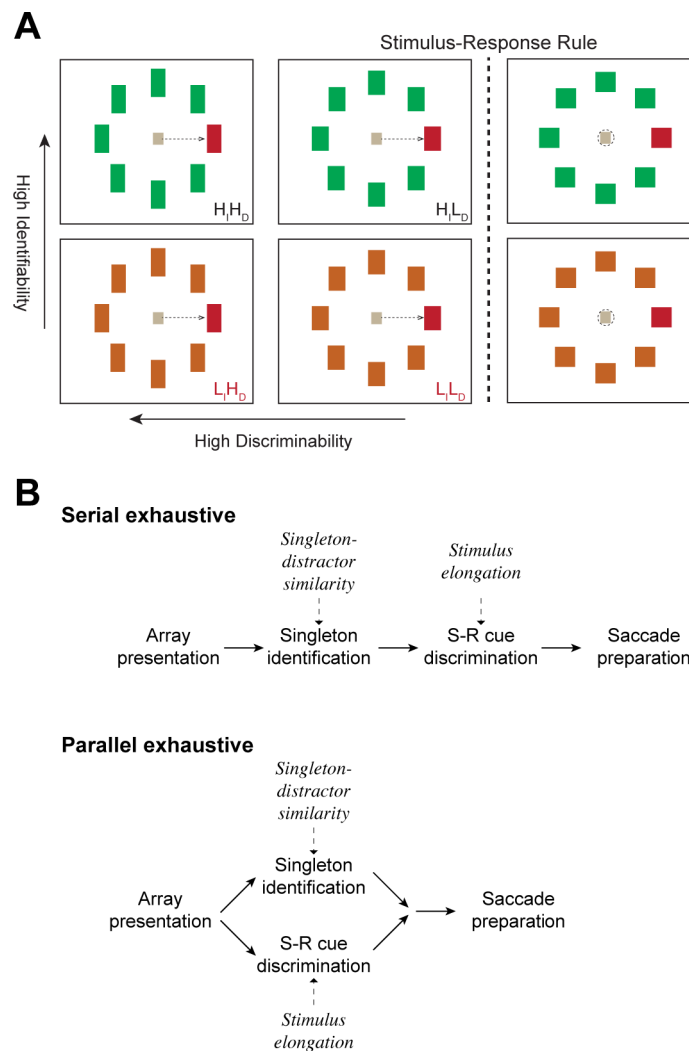 A
Stimulus-Response Rule
High Identifiability
HIHD
HILD
LIHD
LILD
High Discriminability
B
Serial exhaustive
Singleton-
distractor
similarity
Stimulus
elongation
Array
presentation
Singleton
identification
S-R cue
discrimination
Saccade
preparation
Parallel exhaustive
Singleton-
distractor
similarity
Singleton
identification
Array
presentation
Saccade
preparation
S-R cue
discrimination
Stimulus
elongation